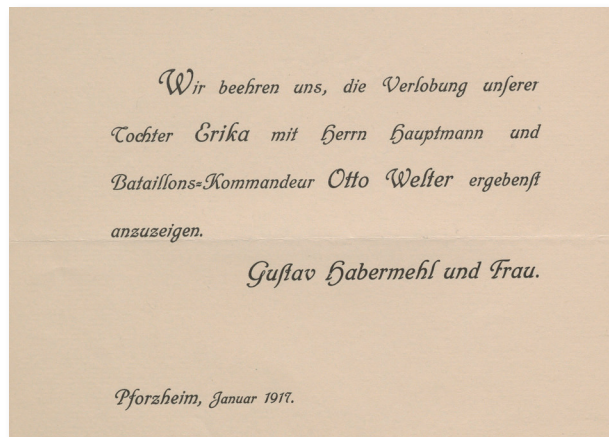 Wir beehren uns, die Verlobung unſerer
Tochter Erika mit Herrn Hauptmann und
Bataillons=Kommandeur Otto Welter ergebenſt
anzuzeigen.
Guſtav Habermehl und Frau.
Pforzheim, Januar 1917.